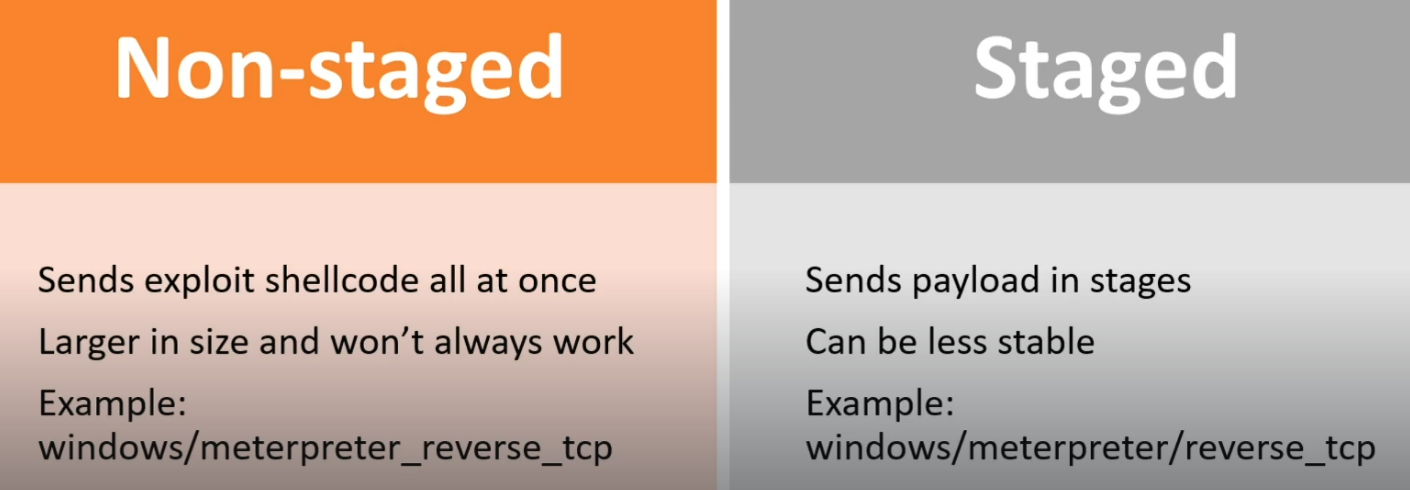 Non-staged
Sends exploit shellcode all at once
Larger in size and won’t always work
Example:
windows/meterpreter_reverse_tcp
Staged
Sends payload in stages
Can be less stable
Example:
windows/meterpreter/reverse_tcp